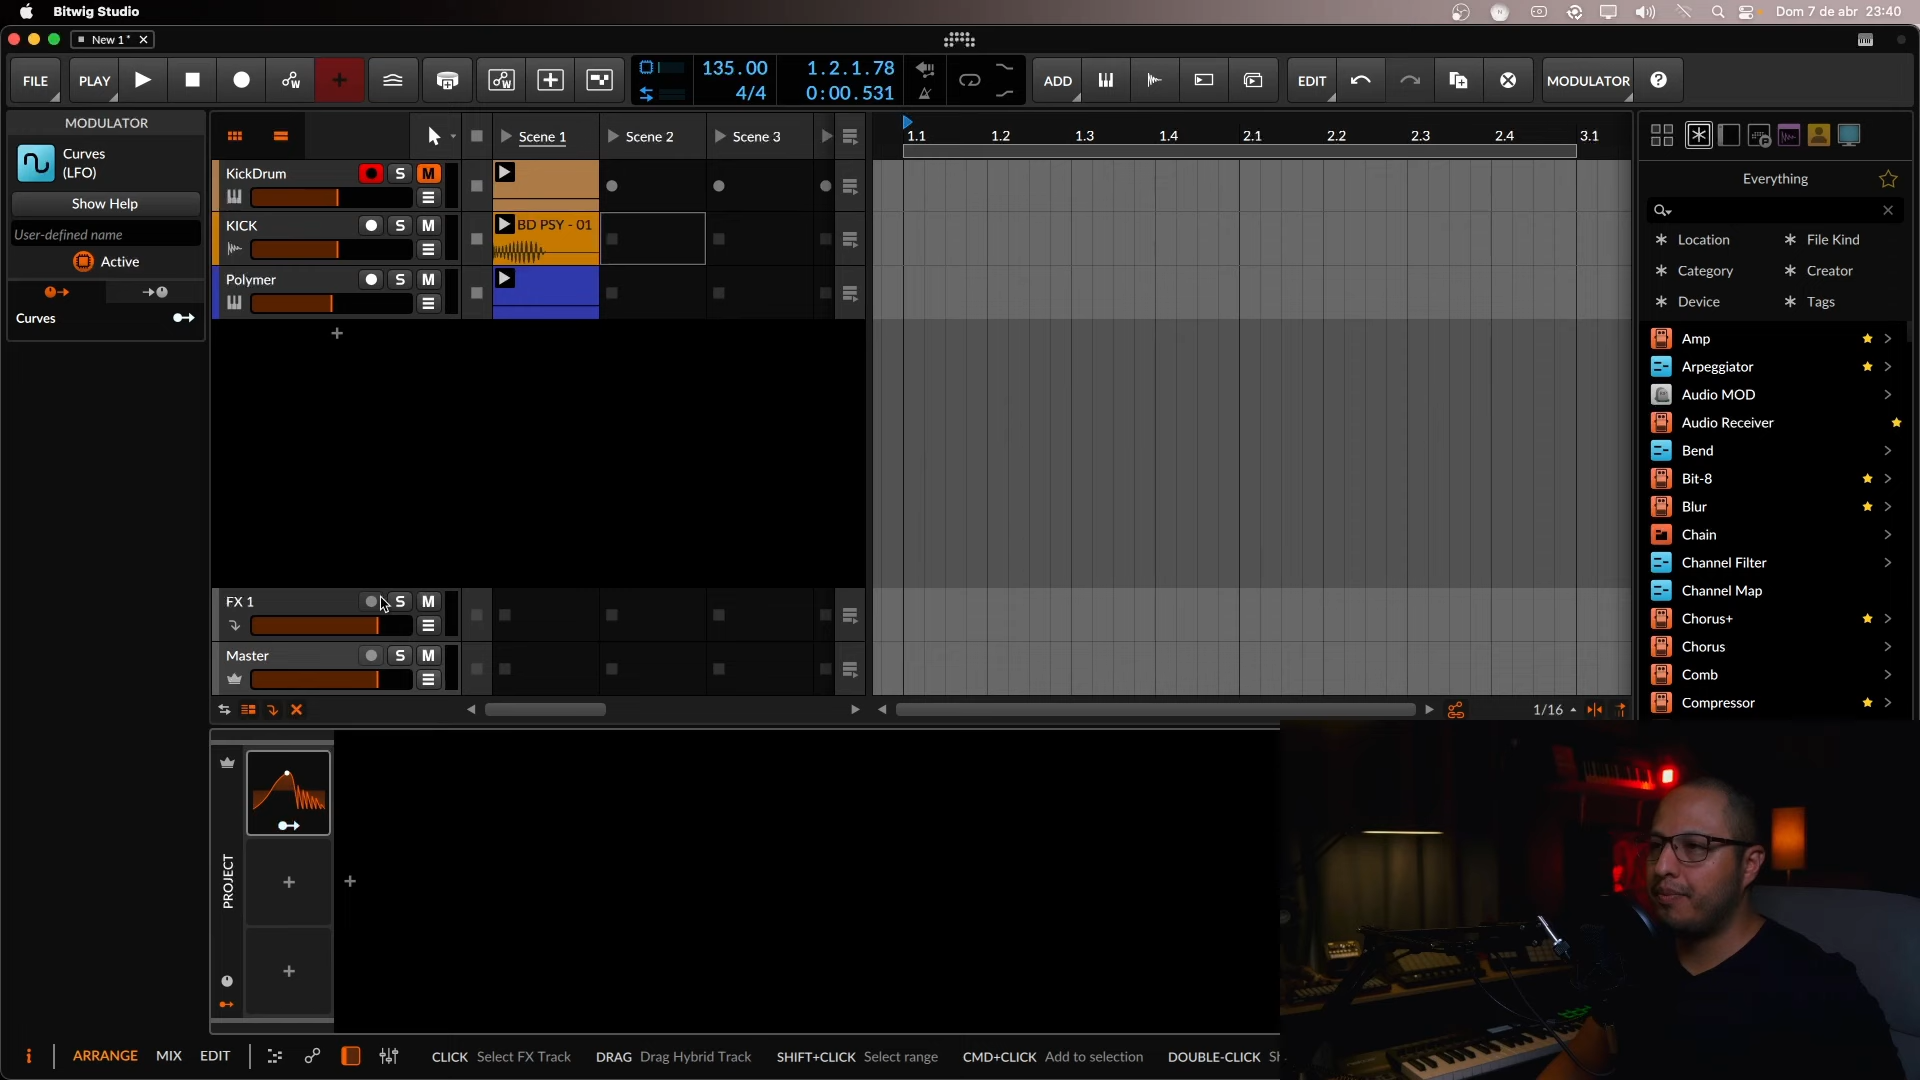 Bitwig Studio
Dom 7 de abr 23:40
New 1*
FILE
PLAY
135.00
4/4
1.2.1.78
0:00.531
ADD
EDIT
MODULATOR
MODULATOR
Curves
(LFO)
Show Help
User-defined name
Active
Curves
Scene 1
Scene 2
Scene 3
1.1
1.2
1.3
1.4
2.1
2.2
2.3
2.4
3.1
KickDrum
S
M
KICK
S
M
BD PSY - 01
Polymer
S
M
FX 1
S
M
Master
S
M
1/16
Everything
Location
File Kind
Category
Creator
Device
Tags
Amp
Arpeggiator
Audio MOD
Audio Receiver
Bend
Bit-8
Blur
Chain
Channel Filter
Channel Map
Chorus+
Chorus
Comb
Compressor
PROJECT
ARRANGE
MIX
EDIT
CLICK Select FX Track
DRAG Drag Hybrid Track
SHIFT+CLICK Select range
CMD+CLICK Add to selection
DOUBLE-CLICK